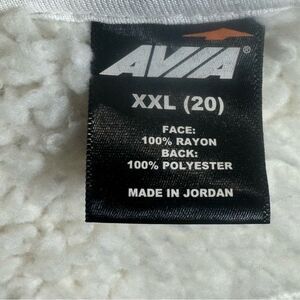 AVIA®
XXL (20)
FACE:
100% RAYON
BACK:
100% POLYESTER
MADE IN JORDAN